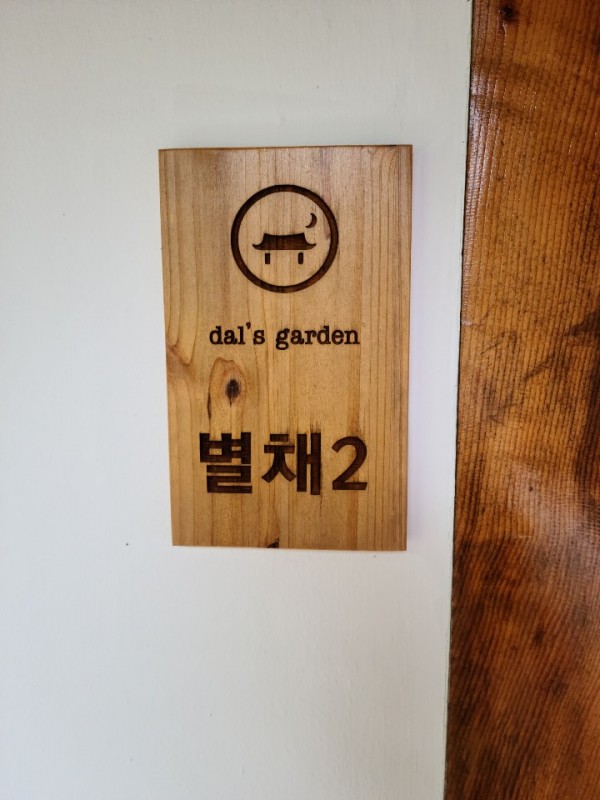 dal's garden
별채2